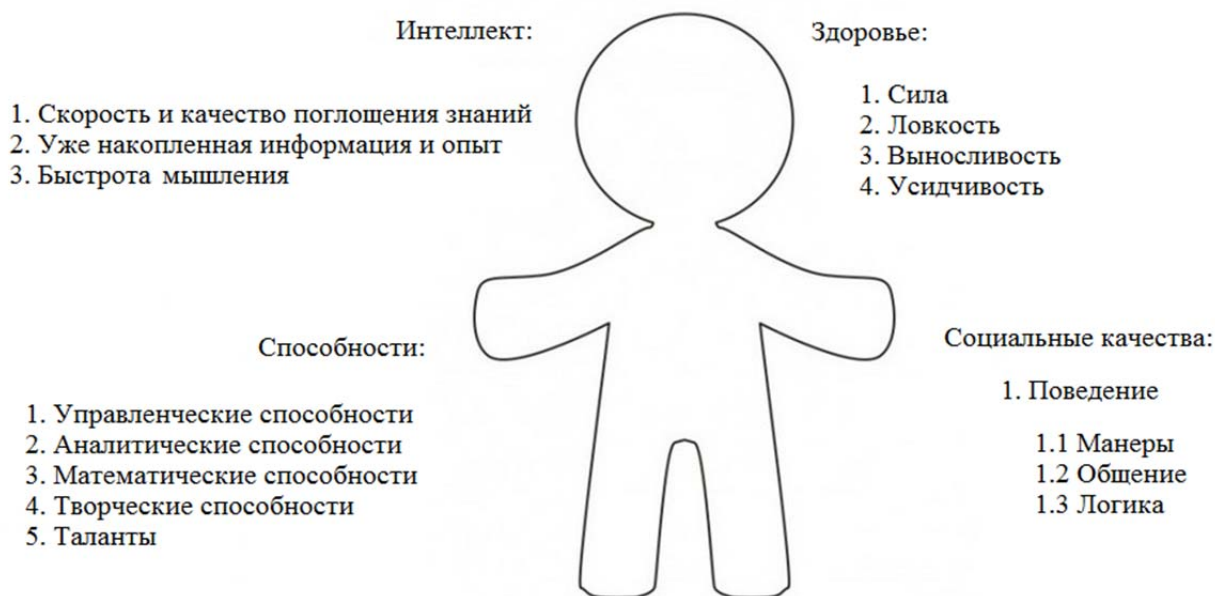 Интеллект:
1. Скорость и качество поглощения знаний
2. Уже накопленная информация и опыт
3. Быстрота мышления
Здоровье:
1. Сила
2. Ловкость
3. Выносливость
4. Усидчивость
Способности:
1. Управленческие способности
2. Аналитические способности
3. Математические способности
4. Творческие способности
5. Таланты
Социальные качества:
1. Поведение
1.1 Манеры
1.2 Общение
1.3 Логика